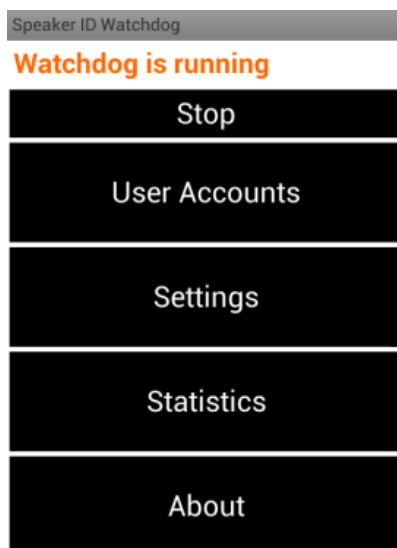 Speaker ID Watchdog
Watchdog is running
Stop
User Accounts
Settings
Statistics
About